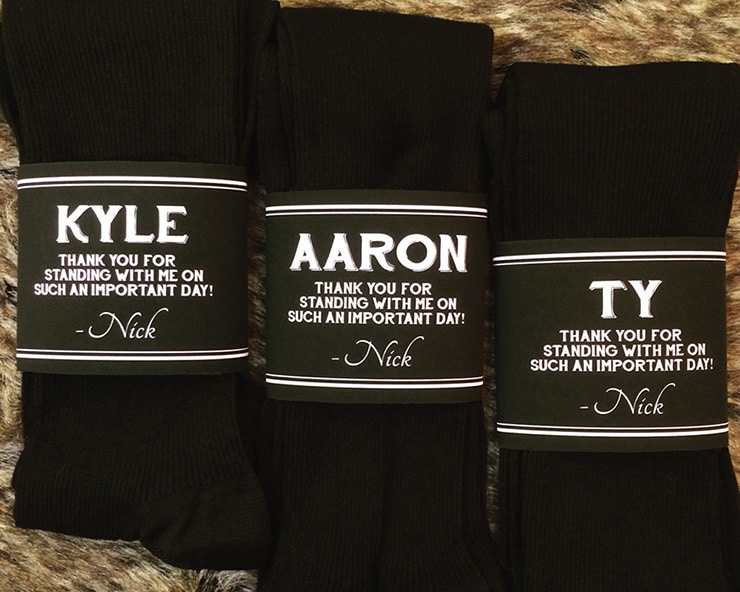 KYLE
THANK YOU FOR
STANDING WITH ME ON
SUCH AN IMPORTANT DAY!
-Nick
AARON
THANK YOU FOR
STANDING WITH ME ON
SUCH AN IMPORTANT DAY!
-Nick
TY
THANK YOU FOR
STANDING WITH ME ON
SUCH AN IMPORTANT DAY!
-Nick